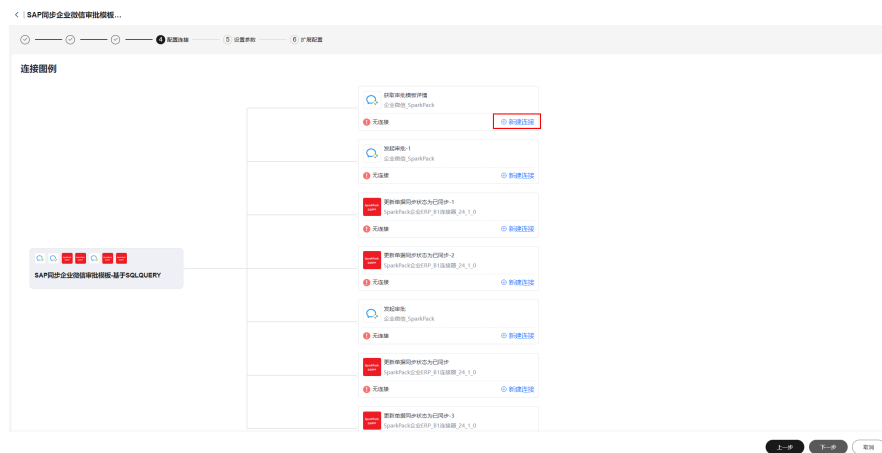 < | SAP同步企业微信审批模板...
4 配置连接
5 设置参数
6 扩展配置
连接图例
获取审批模板详情
企业微信_SparkPack
无连接
新建连接
发起审批-1
企业微信_SparkPack
无连接
新建连接
更新单据同步状态为已同步-1
SparkPack企业ERP_B1连接器_24_1_0
无连接
新建连接
更新单据同步状态为已同步-2
SparkPack企业ERP_B1连接器_24_1_0
无连接
新建连接
SAP同步企业微信审批模板-基于SQLQUERY
发起审批
企业微信_SparkPack
无连接
新建连接
更新单据同步状态为已同步
SparkPack企业ERP_B1连接器_24_1_0
无连接
新建连接
更新单据同步状态为已同步-3
SparkPack企业ERP_B1连接器_24_1_0
上一步
下一步
取消